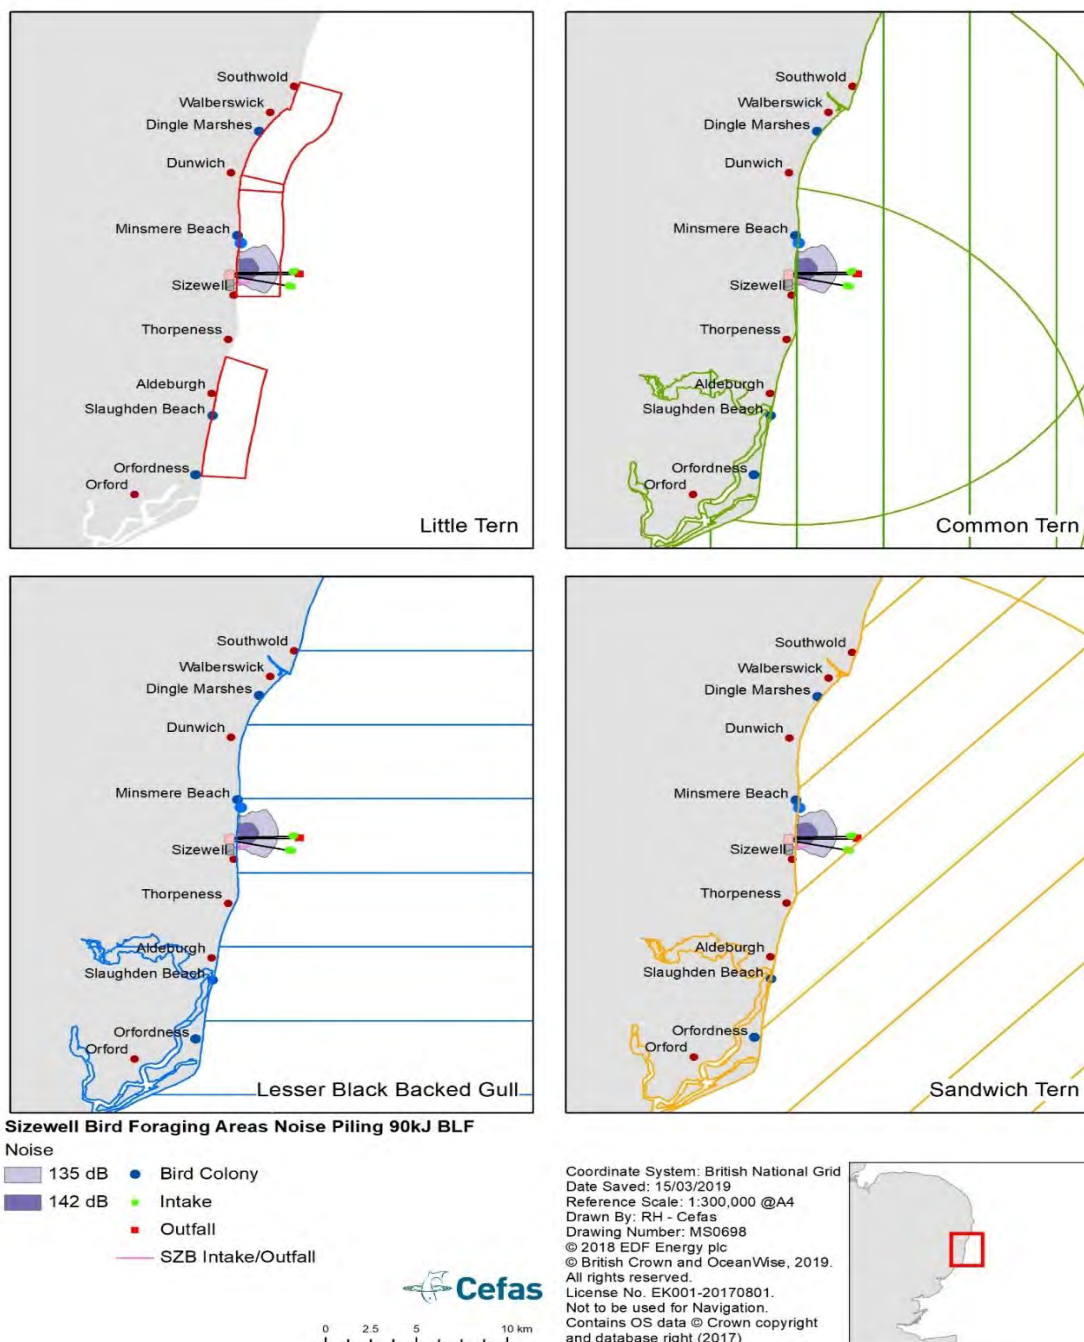 Southwold
Walberswick
Dingle Marshes
Dunwich
Minsmere Beach
Sizewell
Thorpeness
Aldeburgh
Slaughden Beach
Orfordness
Orford
Little Tern
Southwold
Walberswick
Dingle Marshes
Dunwich
Minsmere Beach
Sizewell
Thorpeness
Aldeburgh
Slaughden Beach
Orfordness
Orford
Common Tern
Southwold
Walberswick
Dingle Marshes
Dunwich
Minsmere Beach
Sizewell
Thorpeness
Aldeburgh
Slaughden Beach
Orfordness
Orford
Lesser Black Backed Gull
Southwold
Walberswick
Dingle Marshes
Dunwich
Minsmere Beach
Sizewell
Thorpeness
Aldeburgh
Slaughden Beach
Orfordness
Orford
Sandwich Tern
Sizewell Bird Foraging Areas Noise Piling 90kJ BLF
Noise
135 dB
142 dB
Bird Colony
Intake
Outfall
SZB Intake/Outfall
Cefas
0 2.5 5 10 km
Coordinate System: British National Grid
Date Saved: 15/03/2019
Reference Scale: 1:300,000 @A4
Drawn By: RH - Cefas
Drawing Number: MS0698
© 2018 EDF Energy plc
© British Crown and OceanWise, 2019.
All rights reserved.
License No. EK001-20170801.
Not to be used for Navigation.
Contains OS data © Crown copyright
and database right (2017)